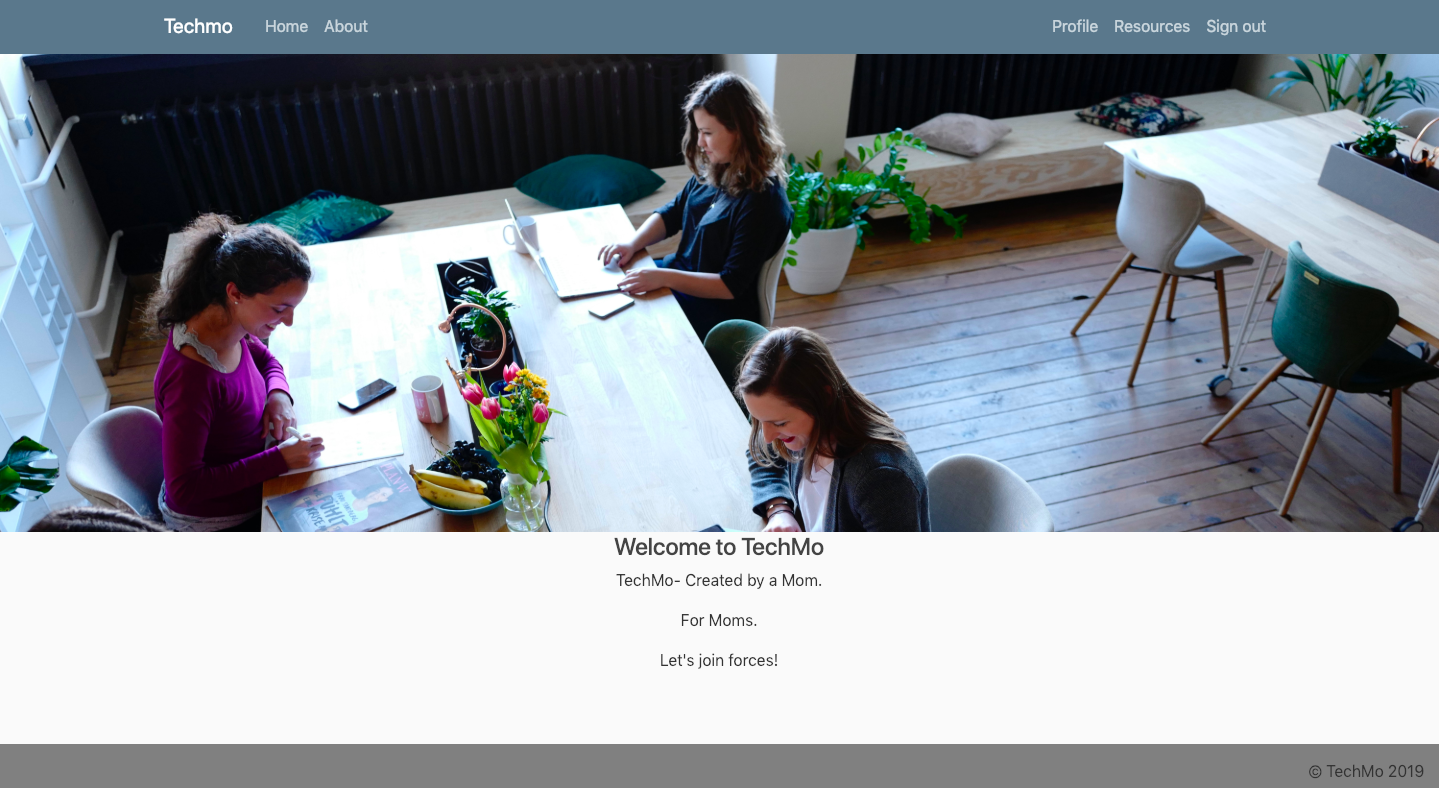 Techmo Home About Profile Resources Sign out
Welcome to TechMo
TechMo- Created by a Mom.
For Moms.
Let's join forces!
© TechMo 2019